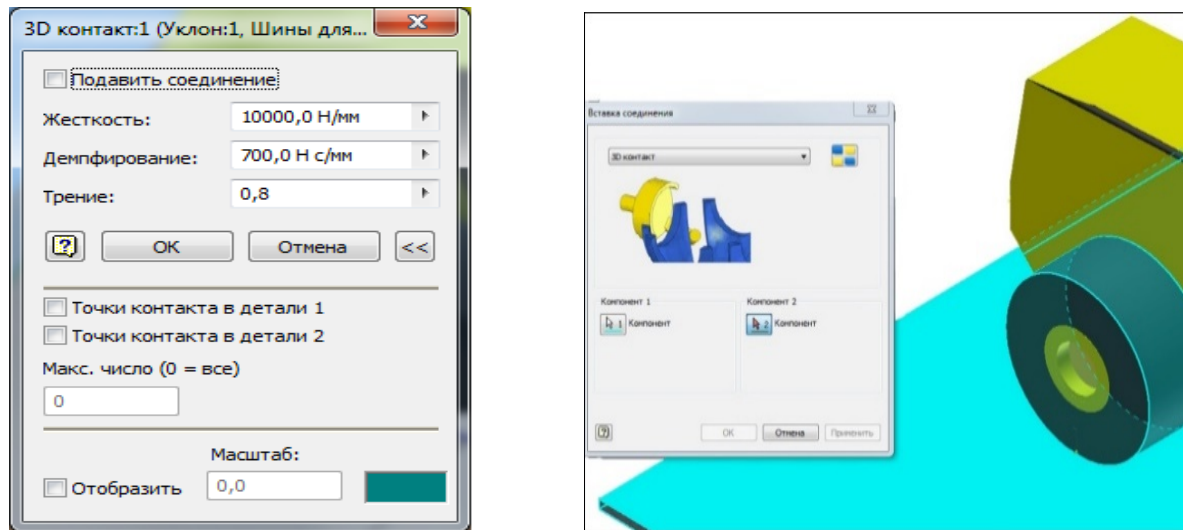 3D контакт:1 (Уклон:1, Шины для...
Подавить соединение
Жесткость: 10000,0 Н/мм
Демпфирование: 700,0 Н с/мм
Трение: 0,8
ОК Отмена <<
Точки контакта в детали 1
Точки контакта в детали 2
Макс. число (0 = все)
0
Масштаб:
Отобразить 0,0
Вставка соединения
3D контакт
Компонент 1 Компонент 2
1 Компонент 2 Компонент
ОК Отмена Применить